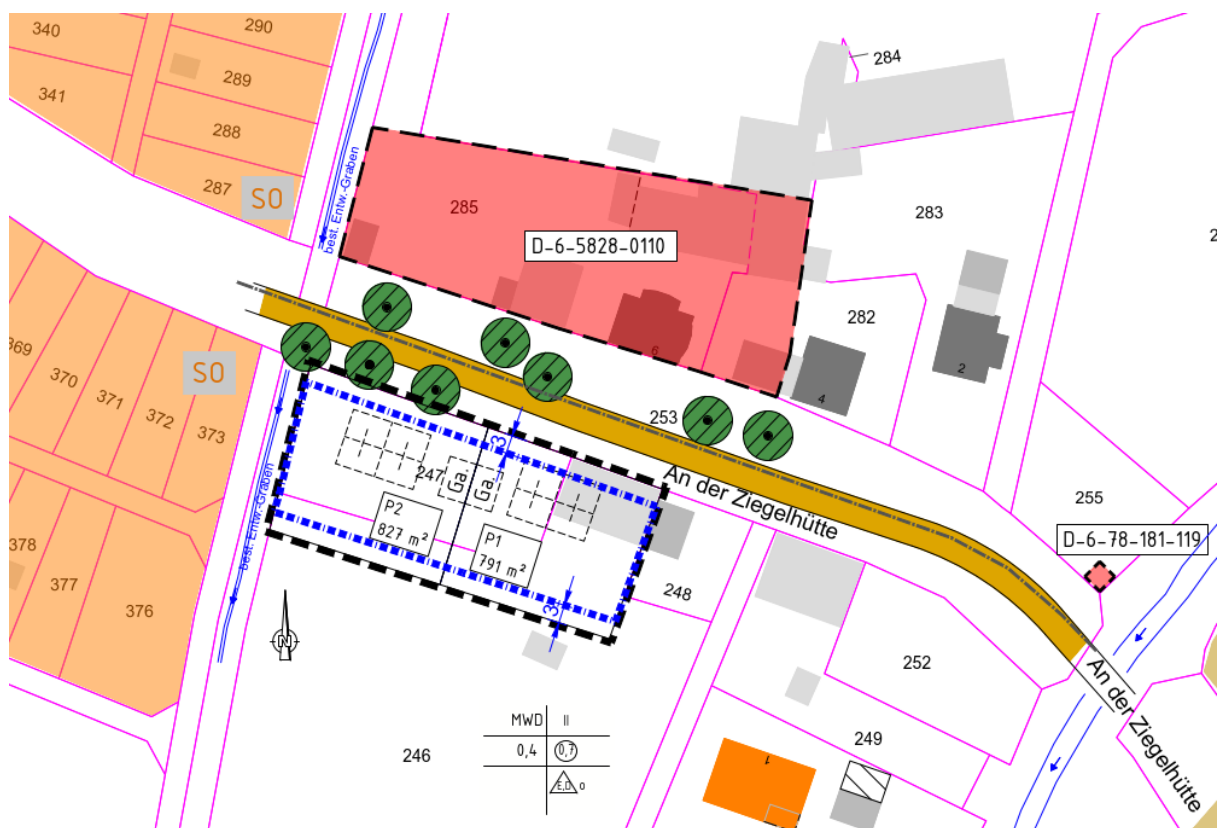 340
290
284
289
341
288
287
SO
best. Entw.-Graben
285
283
D-6-5828-0110
282
2
6
4
369
370
371
372
373
SO
253
3
247
Ga.
Ga.
An der Ziegelhütte
255
P2
827 m²
P1
791 m²
D-6-78-181-119
best. Entw.-Graben
378
377
376
3
248
N
252
An der Ziegelhütte
MWD II
0,4 0,7
E,D o
246
249
1